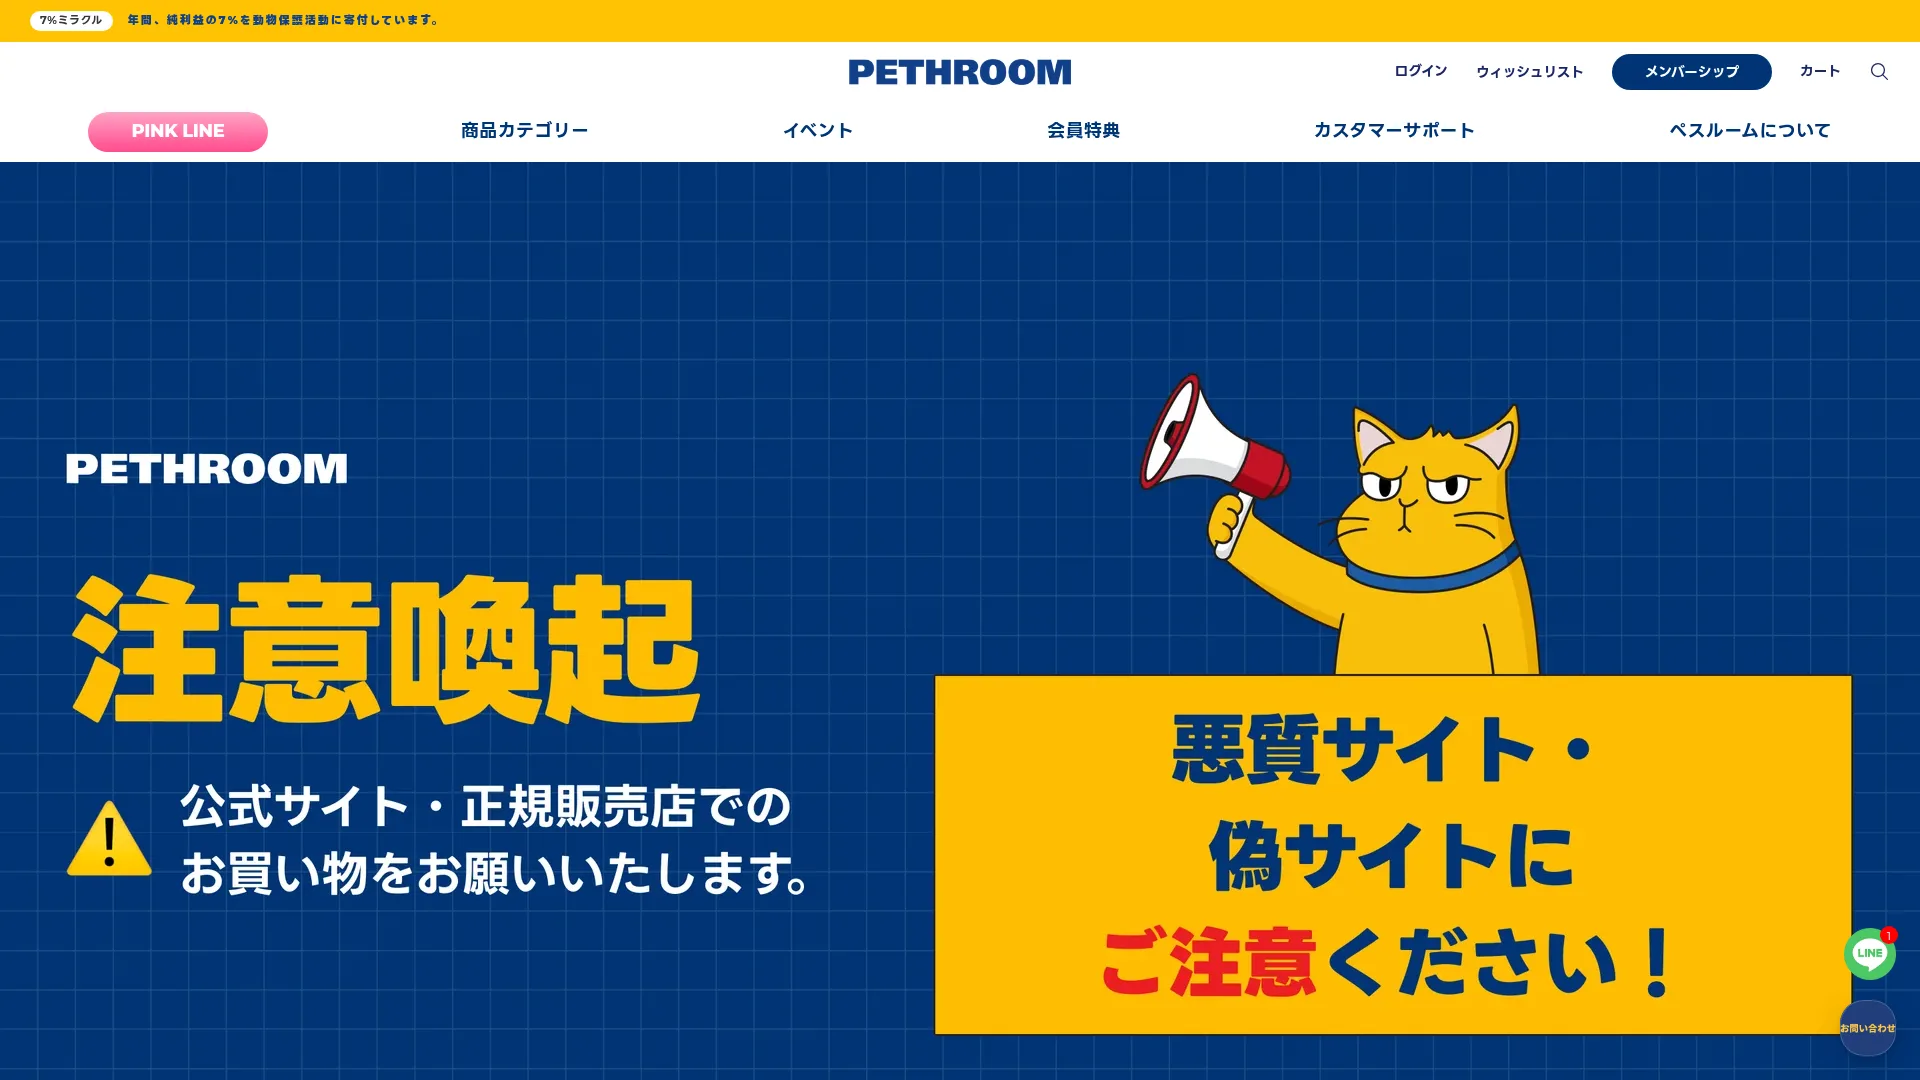 7%ミラクル 年間、純利益の7%を動物保護活動に寄付しています。
PETHROOM
ログイン ウィッシュリスト メンバーシップ カート
PINK LINE 商品カテゴリー イベント 会員特典 カスタマーサポート ペスルームについて
PETHROOM
注意喚起
公式サイト・正規販売店での
お買い物をお願いいたします。
悪質サイト・
偽サイトに
ご注意ください！
LINE 1
お問い合わせ